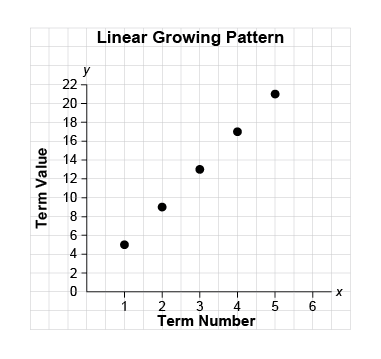 Linear Growing Pattern
y
22
20
18
16
14
12
10
8
6
4
2
0
Term Value
1 2 3 4 5 6 x
Term Number